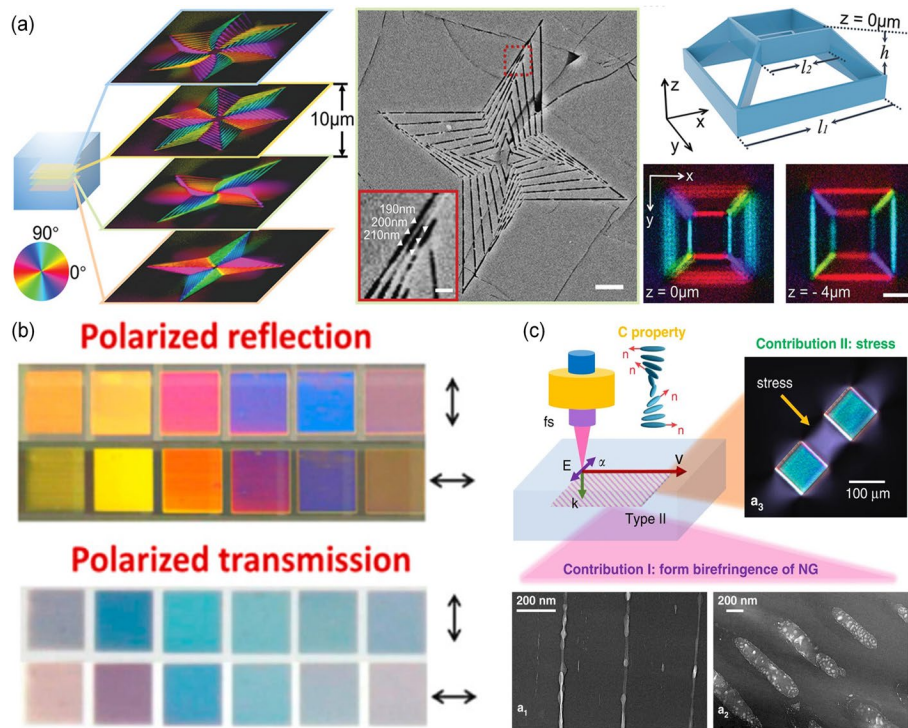 (a)
10μm
90°
0°
190nm
200nm
210nm
z = 0μm
h
l₂
l₁
z
x
y
x
y
z = 0μm
z = - 4μm
(b)
Polarized reflection
Polarized transmission
(c)
C property
n
n
n
n
fs
E
α
V
k
Type II
Contribution II: stress
stress
100 μm
a₃
Contribution I: form birefringence of NG
200 nm
a₁
200 nm
a₂